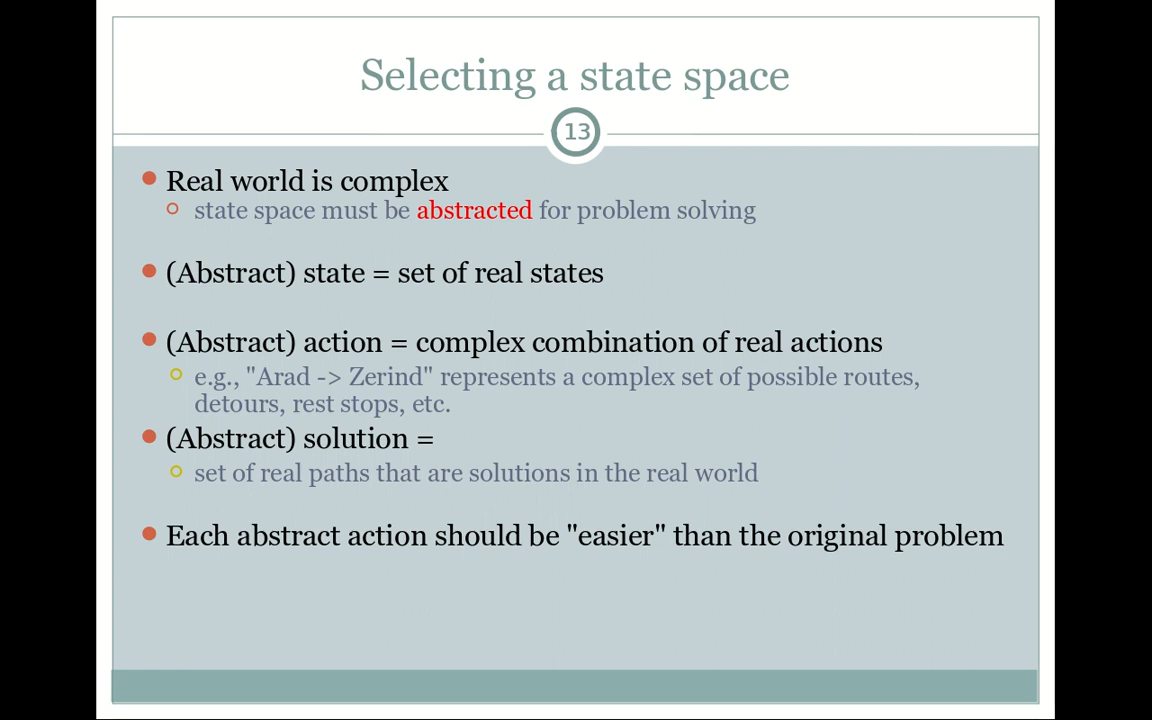 Selecting a state space
13
Real world is complex
state space must be abstracted for problem solving
(Abstract) state = set of real states
(Abstract) action = complex combination of real actions
e.g., "Arad -> Zerind" represents a complex set of possible routes,
detours, rest stops, etc.
(Abstract) solution =
set of real paths that are solutions in the real world
Each abstract action should be "easier" than the original problem